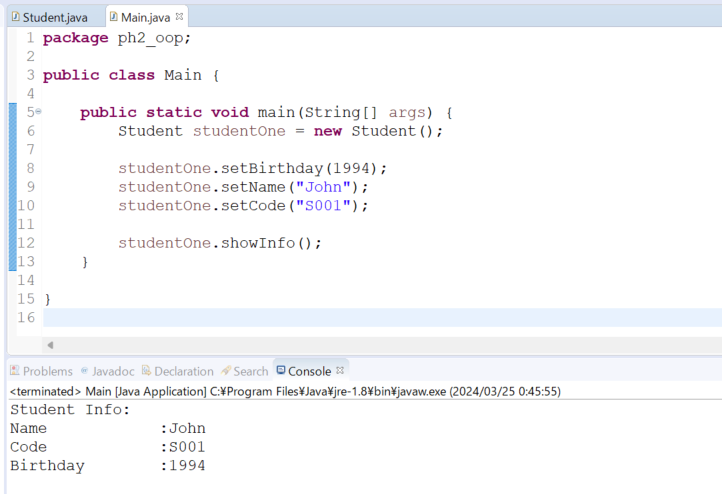 Student.java Main.java
1 package ph2_oop;
2
3 public class Main {
4
5 public static void main(String[] args) {
6 Student studentOne = new Student();
7
8 studentOne.setBirthday(1994);
9 studentOne.setName("John");
10 studentOne.setCode("S001");
11
12 studentOne.showInfo();
13 }
14
15 }
16
Problems Javadoc Declaration Search Console
<terminated> Main [Java Application] C:¥Program Files¥Java¥jre-1.8¥bin¥javaw.exe (2024/03/25 0:45:55)
Student Info:
Name :John
Code :S001
Birthday :1994